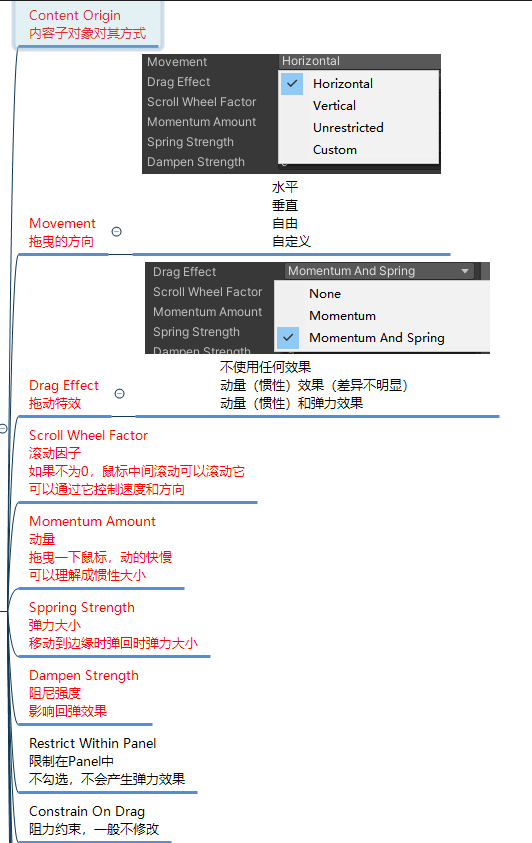 Content Origin
内容子对象对其方式
Movement
Horizontal
Drag Effect
Scroll Wheel Factor
Momentum Amount
Spring Strength
Dampen Strength
Horizontal
Vertical
Unrestricted
Custom
水平
垂直
自由
自定义
Movement
拖曳的方向
Drag Effect
Momentum And Spring
Scroll Wheel Factor
Momentum Amount
Spring Strength
Dampen Strength
None
Momentum
Momentum And Spring
不使用任何效果
动量（惯性）效果（差异不明显）
动量（惯性）和弹力效果
Drag Effect
拖动特效
Scroll Wheel Factor
滚动因子
如果不为0，鼠标中间滚动可以滚动它
可以通过它控制速度和方向
Momentum Amount
动量
拖曳一下鼠标，动的快慢
可以理解成惯性大小
Sppring Strength
弹力大小
移动到边缘时弹回时弹力大小
Dampen Strength
阻尼强度
影响回弹效果
Restrict Within Panel
限制在Panel中
不勾选，不会产生弹力效果
Constrain On Drag
阻力约束，一般不修改